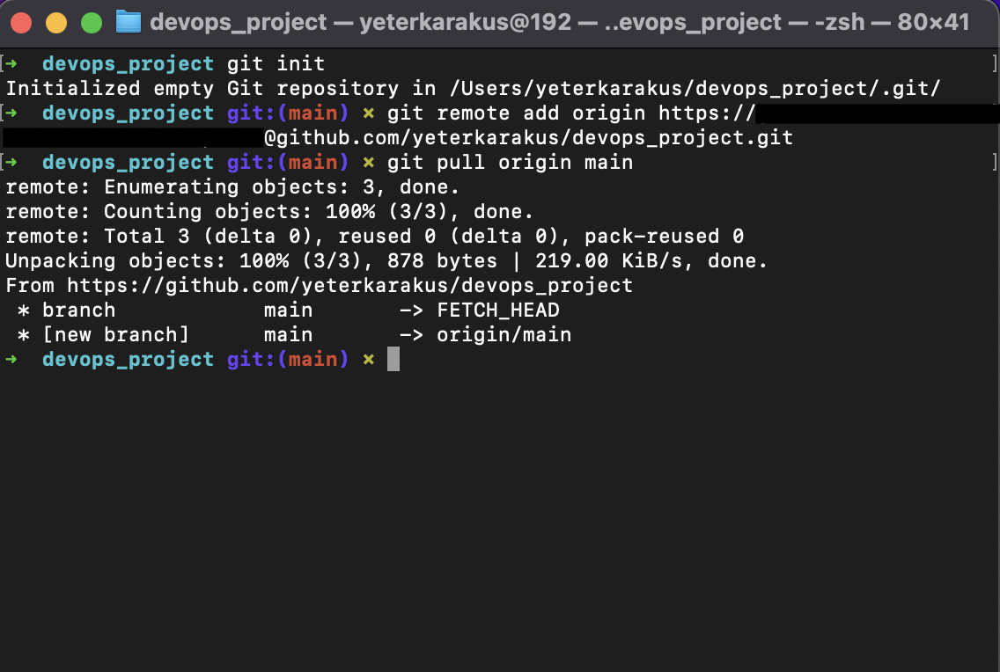 devops_project — yeterkarakus@192 — ..evops_project — -zsh — 80×41
[➜  devops_project git init ]
Initialized empty Git repository in /Users/yeterkarakus/devops_project/.git/
[➜  devops_project git:(main) ✗ git remote add origin https://
@github.com/yeterkarakus/devops_project.git
[➜  devops_project git:(main) ✗ git pull origin main ]
remote: Enumerating objects: 3, done.
remote: Counting objects: 100% (3/3), done.
remote: Total 3 (delta 0), reused 0 (delta 0), pack-reused 0
Unpacking objects: 100% (3/3), 878 bytes | 219.00 KiB/s, done.
From https://github.com/yeterkarakus/devops_project
 * branch            main       -> FETCH_HEAD
 * [new branch]      main       -> origin/main
➜  devops_project git:(main) ✗